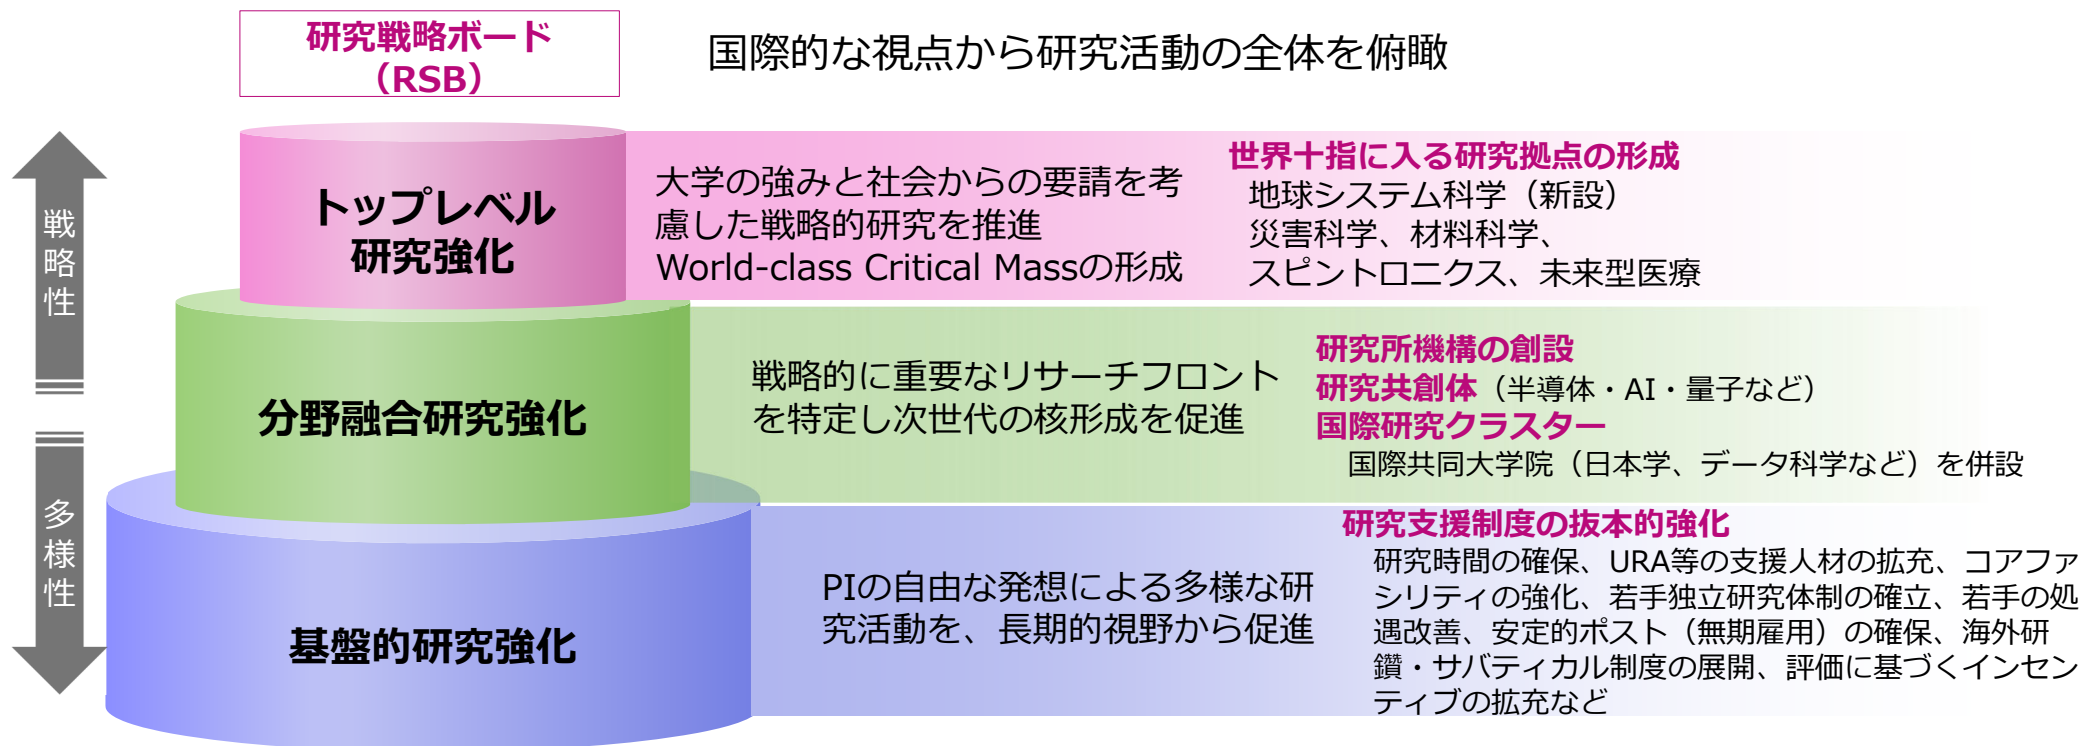 研究戦略ボード
（RSB）
国際的な視点から研究活動の全体を俯瞰
戦略性
多様性
トップレベル
研究強化
大学の強みと社会からの要請を考
慮した戦略的研究を推進
World-class Critical Massの形成
世界十指に入る研究拠点の形成
地球システム科学（新設）
災害科学、材料科学、
スピントロニクス、未来型医療
分野融合研究強化
戦略的に重要なリサーチフロント
を特定し次世代の核形成を促進
研究所機構の創設
研究共創体（半導体・AI・量子など）
国際研究クラスター
国際共同大学院（日本学、データ科学など）を併設
基盤的研究強化
PIの自由な発想による多様な研
究活動を、長期的視野から促進
研究支援制度の抜本的強化
研究時間の確保、URA等の支援人材の拡充、コアファ
シリティの強化、若手独立研究体制の確立、若手の処
遇改善、安定的ポスト（無期雇用）の確保、海外研
鑽・サバティカル制度の展開、評価に基づくインセン
ティブの拡充など